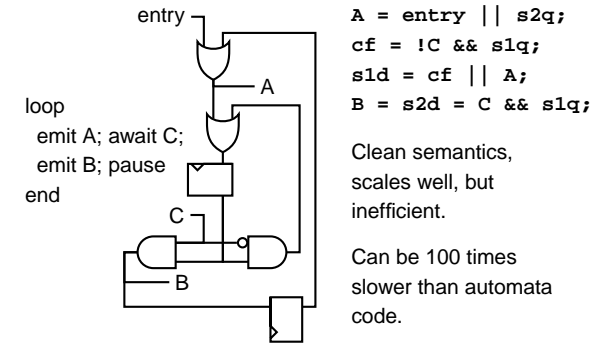 entry
A
loop
emit A; await C;
emit B; pause
end
C
B
A = entry || s2q;
cf = !C && s1q;
s1d = cf || A;
B = s2d = C && s1q;
Clean semantics,
scales well, but
inefficient.
Can be 100 times
slower than automata
code.